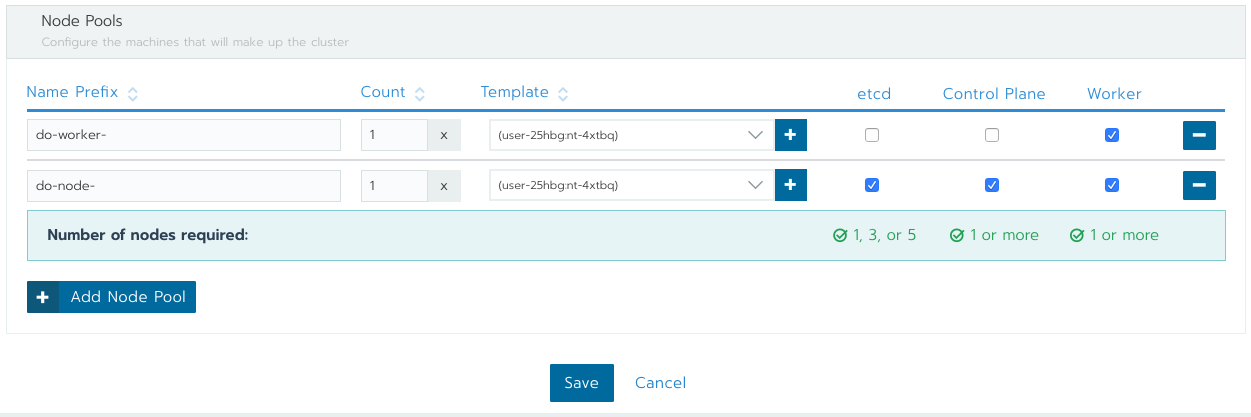 Node Pools
Configure the machines that will make up the cluster
Name Prefix Count Template etcd Control Plane Worker
do-worker- 1 x (user-25hbg:nt-4xtbq)
do-node- 1 x (user-25hbg:nt-4xtbq)
Number of nodes required: 1, 3, or 5 1 or more 1 or more
+ Add Node Pool
Save Cancel